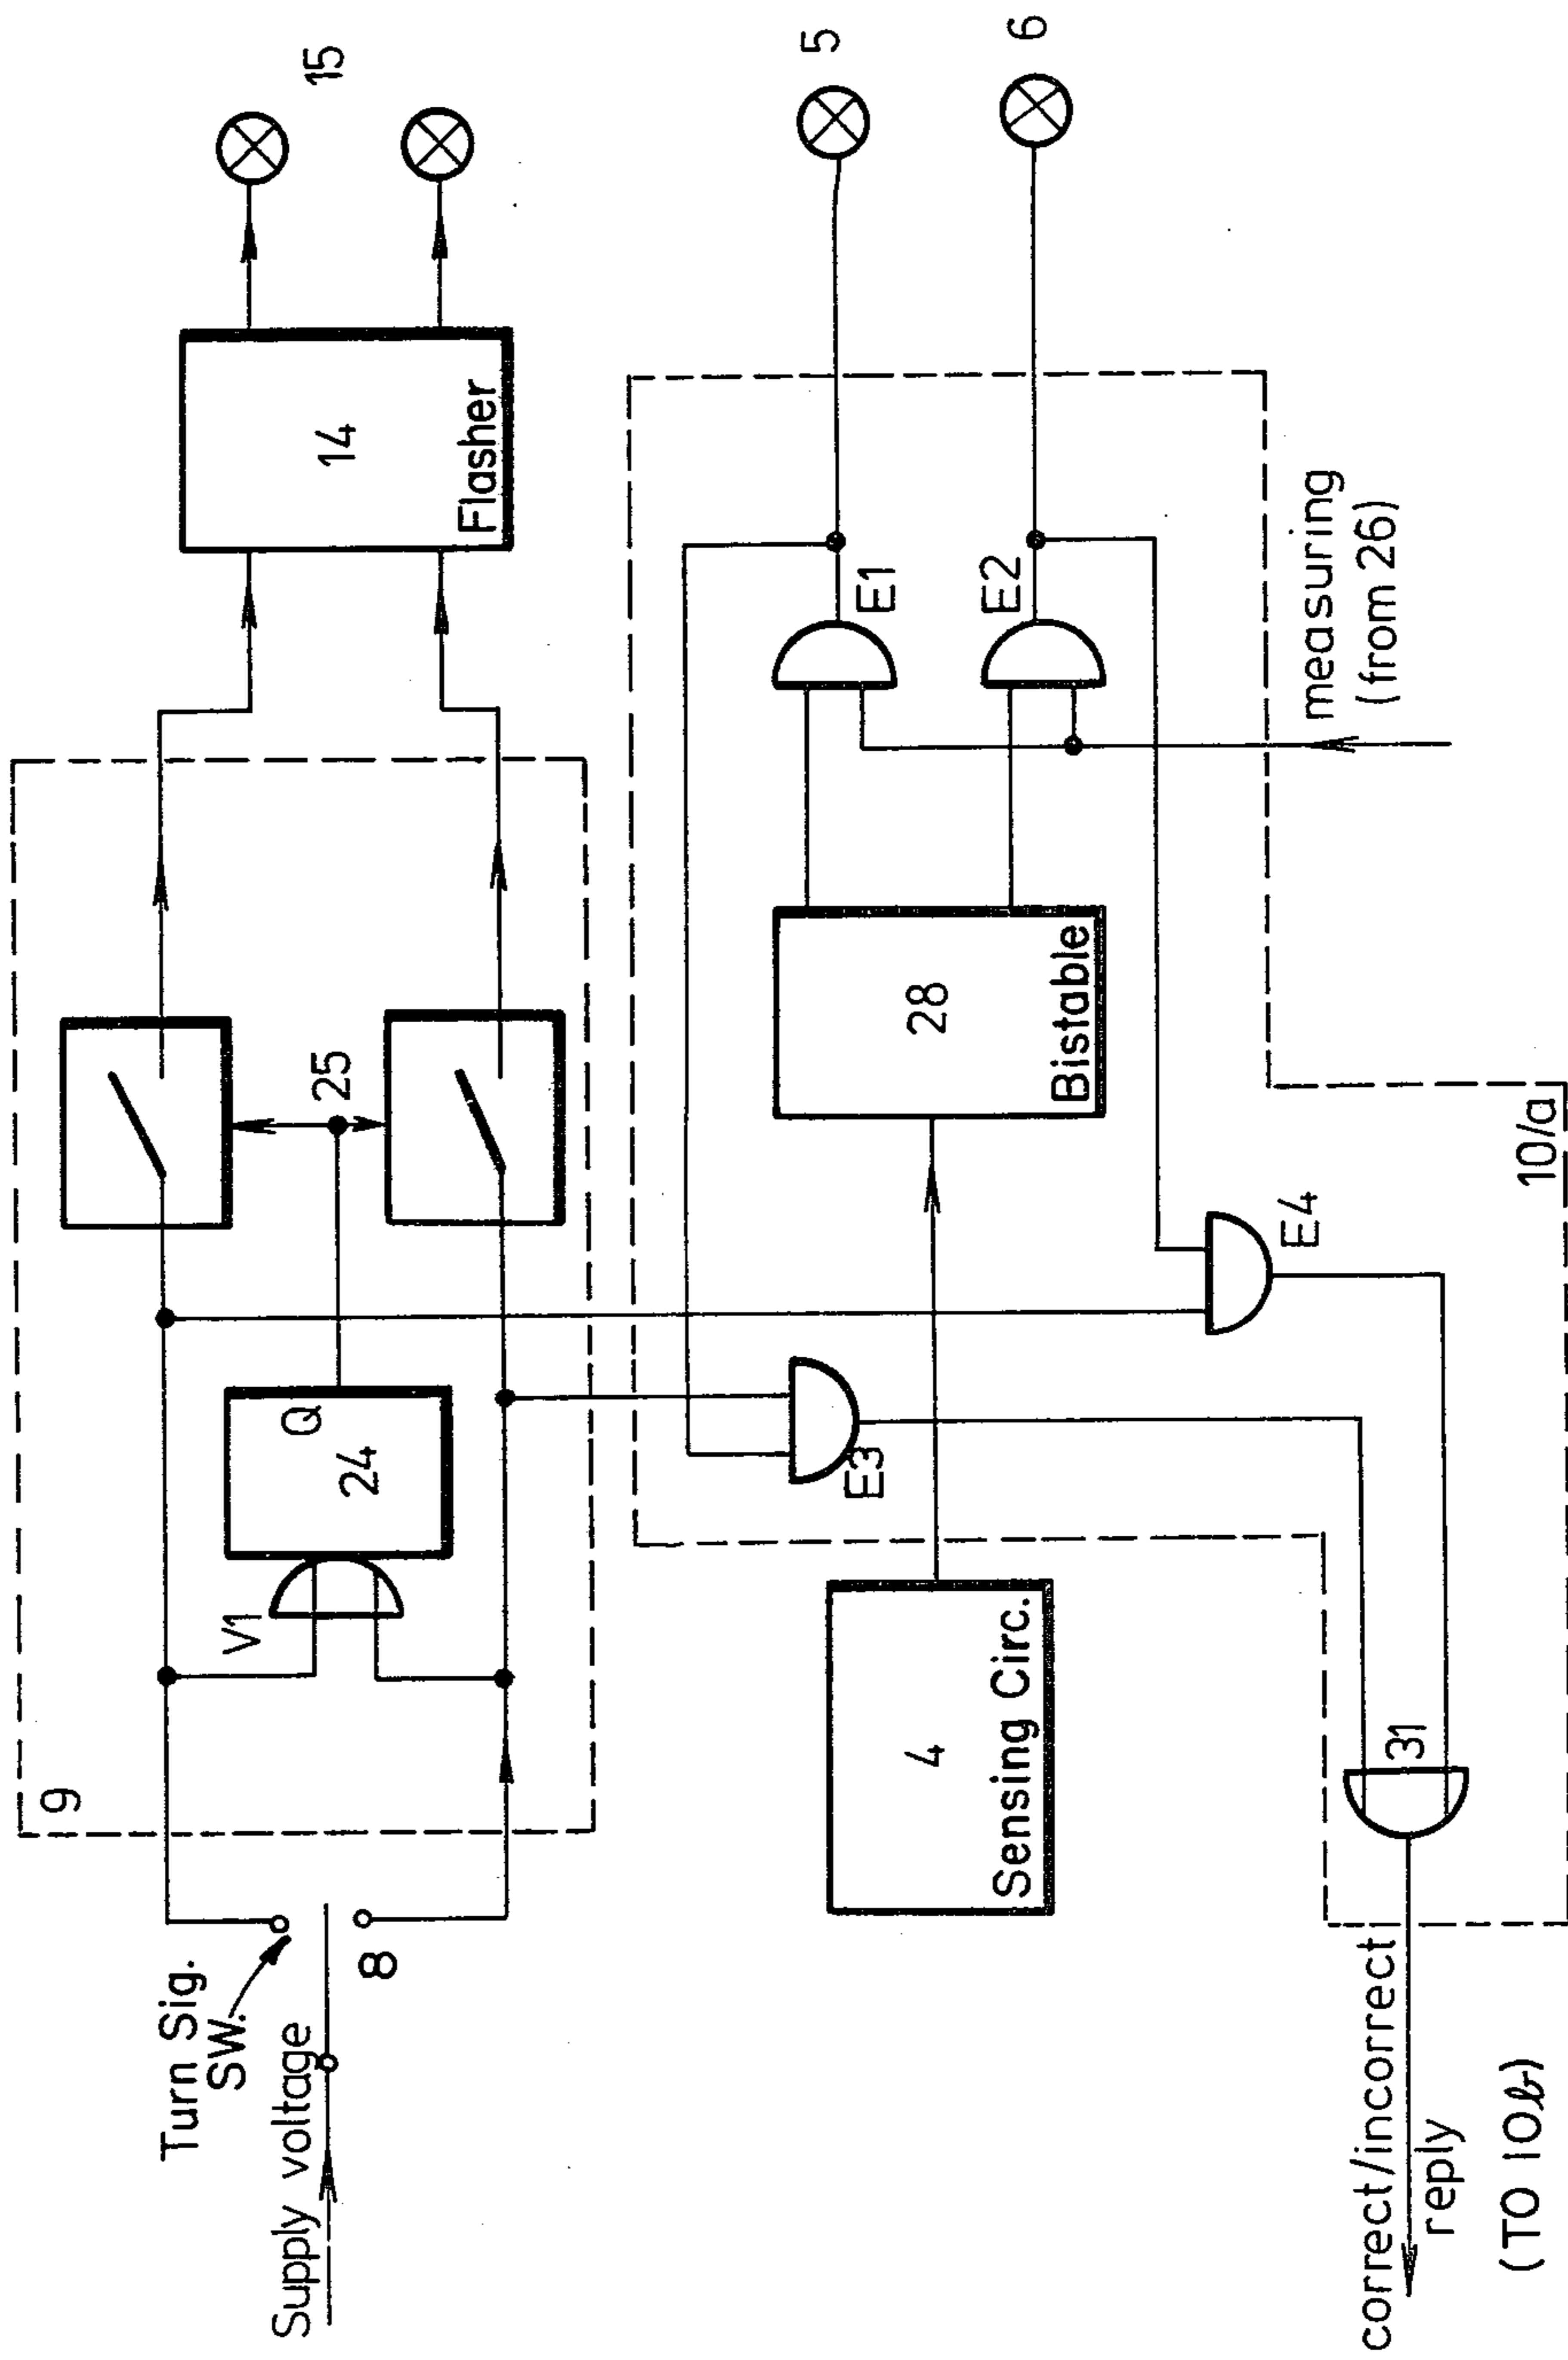 Turn Sig.
SW.
Supply voltage
8
9
V1
24
Q
25
14
Flasher
15
4
Sensing Circ.
E3
28
Bistable
E1
E2
5
6
E4
31
measuring
(from 26)
10/a
correct/incorrect
reply
(TO 10b)